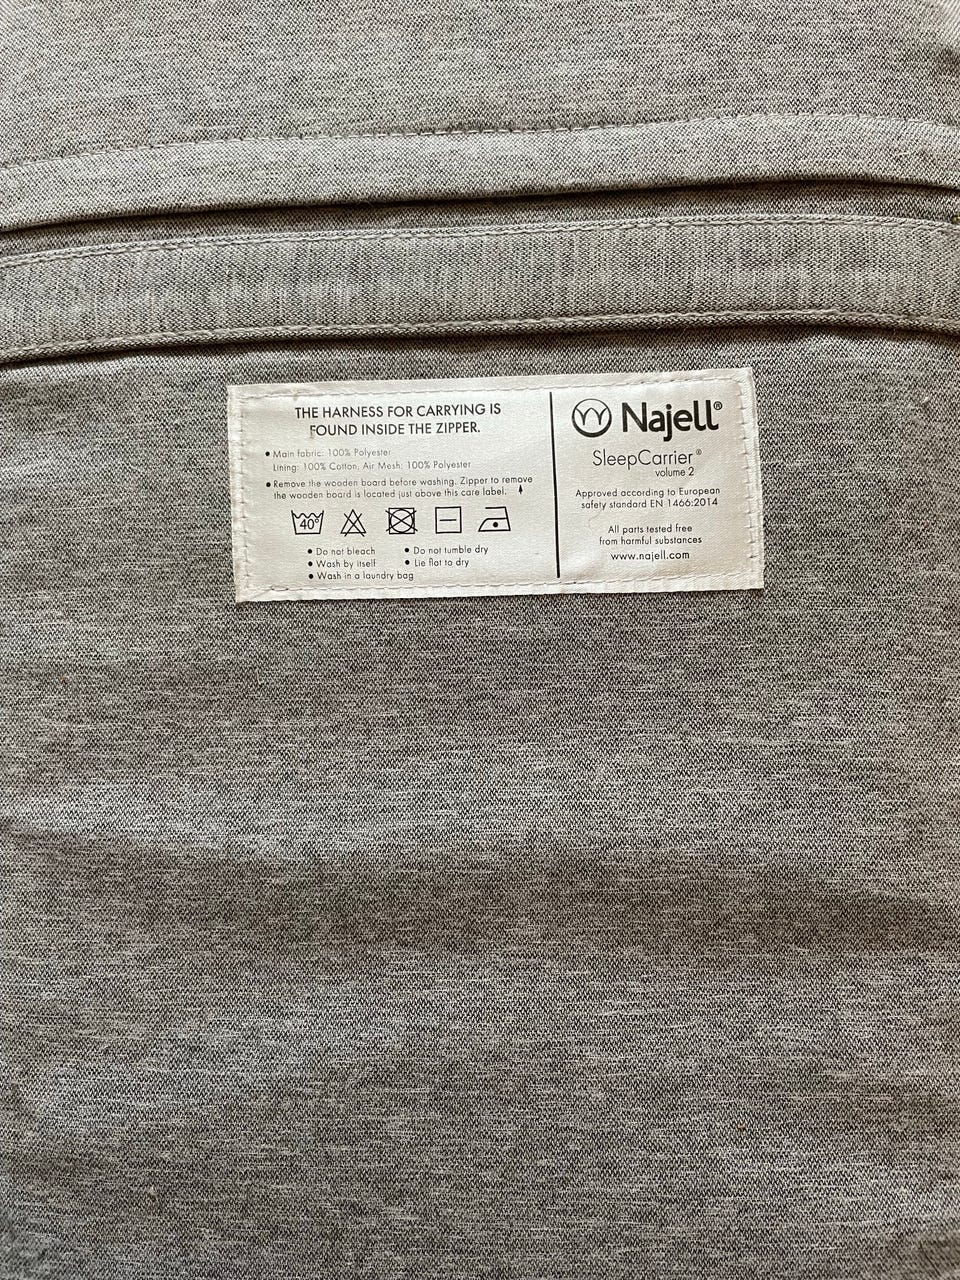 THE HARNESS FOR CARRYING IS
FOUND INSIDE THE ZIPPER.
• Main fabric: 100% Polyester
Lining: 100% Cotton, Air Mesh: 100% Polyester
• Remove the wooden board before washing. Zipper to remove
the wooden board is located just above this care label.
40°
• Do not bleach
• Wash by itself
• Wash in a laundry bag
• Do not tumble dry
• Lie flat to dry
Najell®
SleepCarrier®
volume 2
Approved according to European
safety standard EN 1466:2014
All parts tested free
from harmful substances
www.najell.com